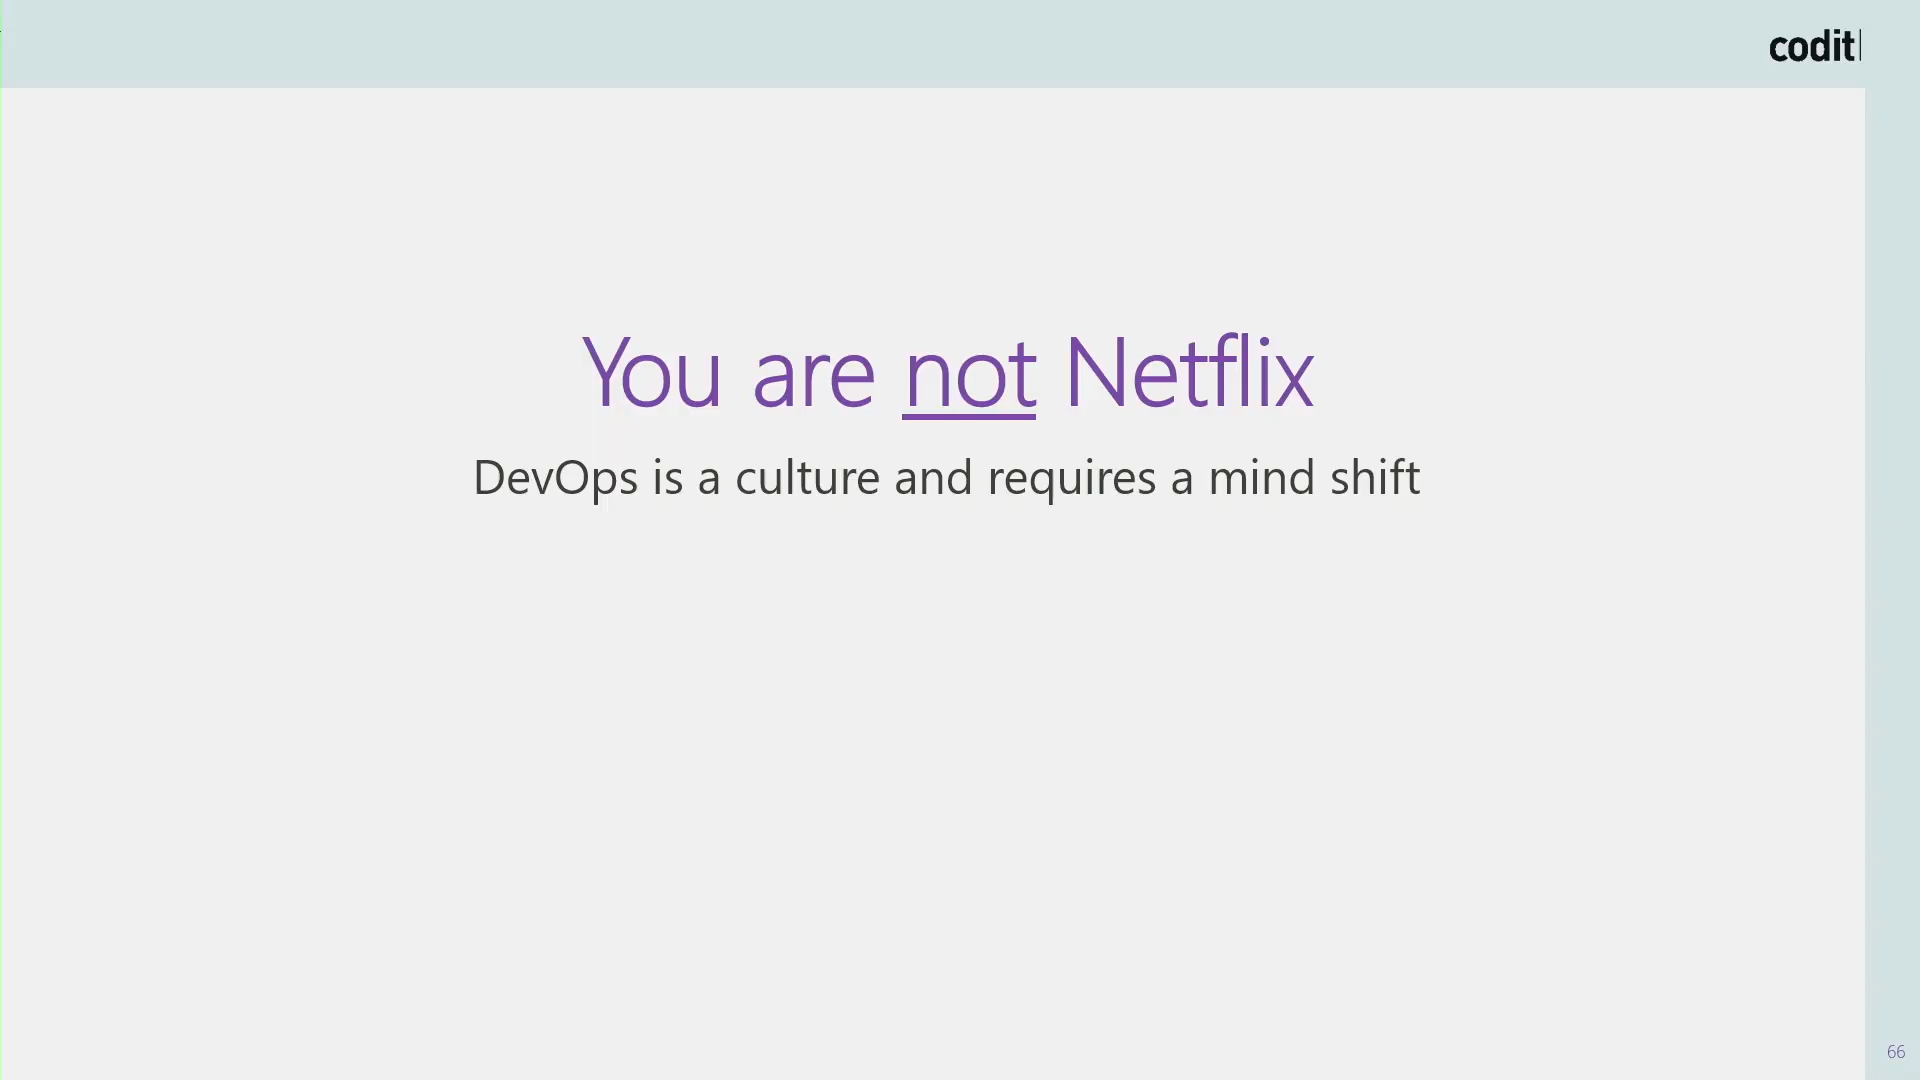 codit
You are not Netflix
DevOps is a culture and requires a mind shift
66